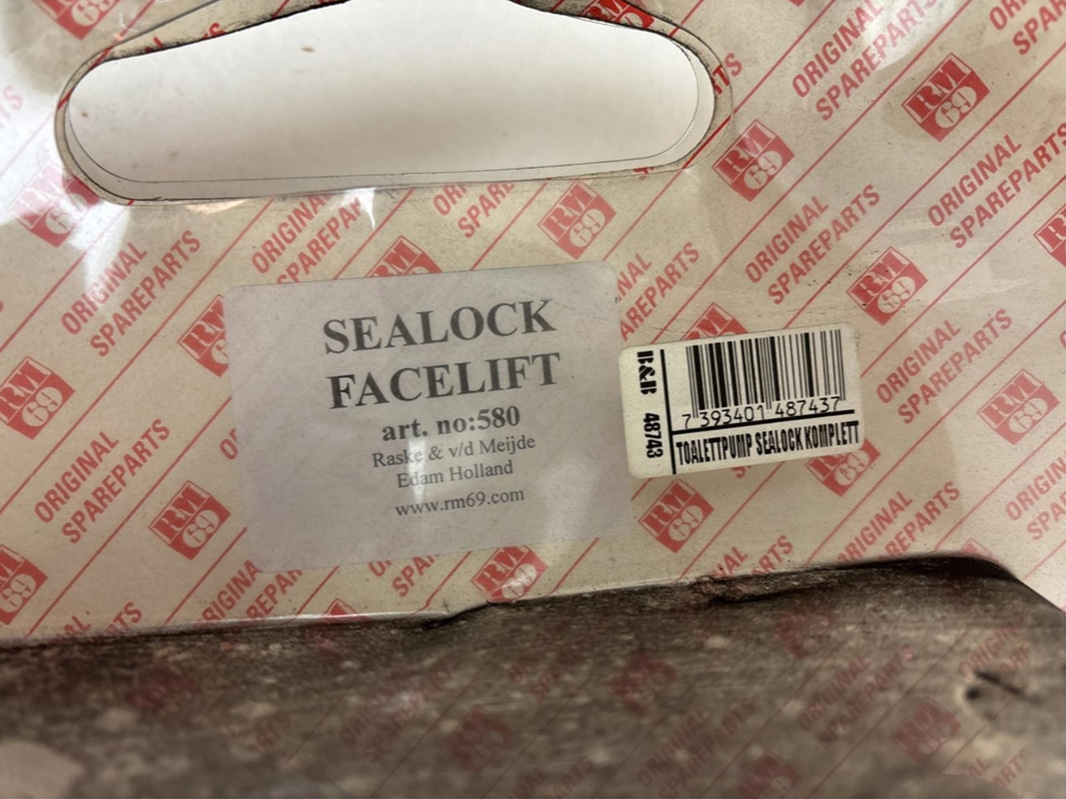 SEALOCK
FACELIFT
art. no:580
Raske & v/d Meijde
Edam Holland
www.rm69.com
B&B 48743
7 393401 487437
TOALETTPUMP SEALOCK KOMPLETT
ORIGINAL
SPAREPARTS
RM
69